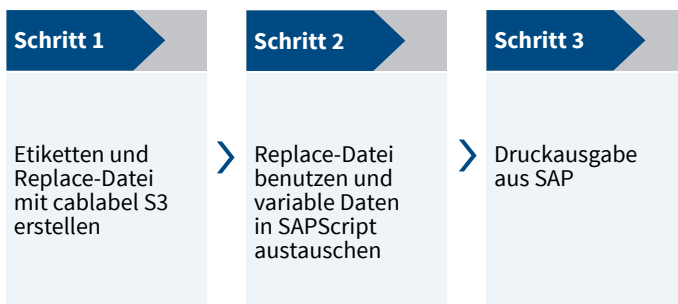 Schritt 1
Etiketten und
Replace-Datei
mit cablabel S3
erstellen
Schritt 2
Replace-Datei
benutzen und
variable Daten
in SAPScript
austauschen
Schritt 3
Druckausgabe
aus SAP